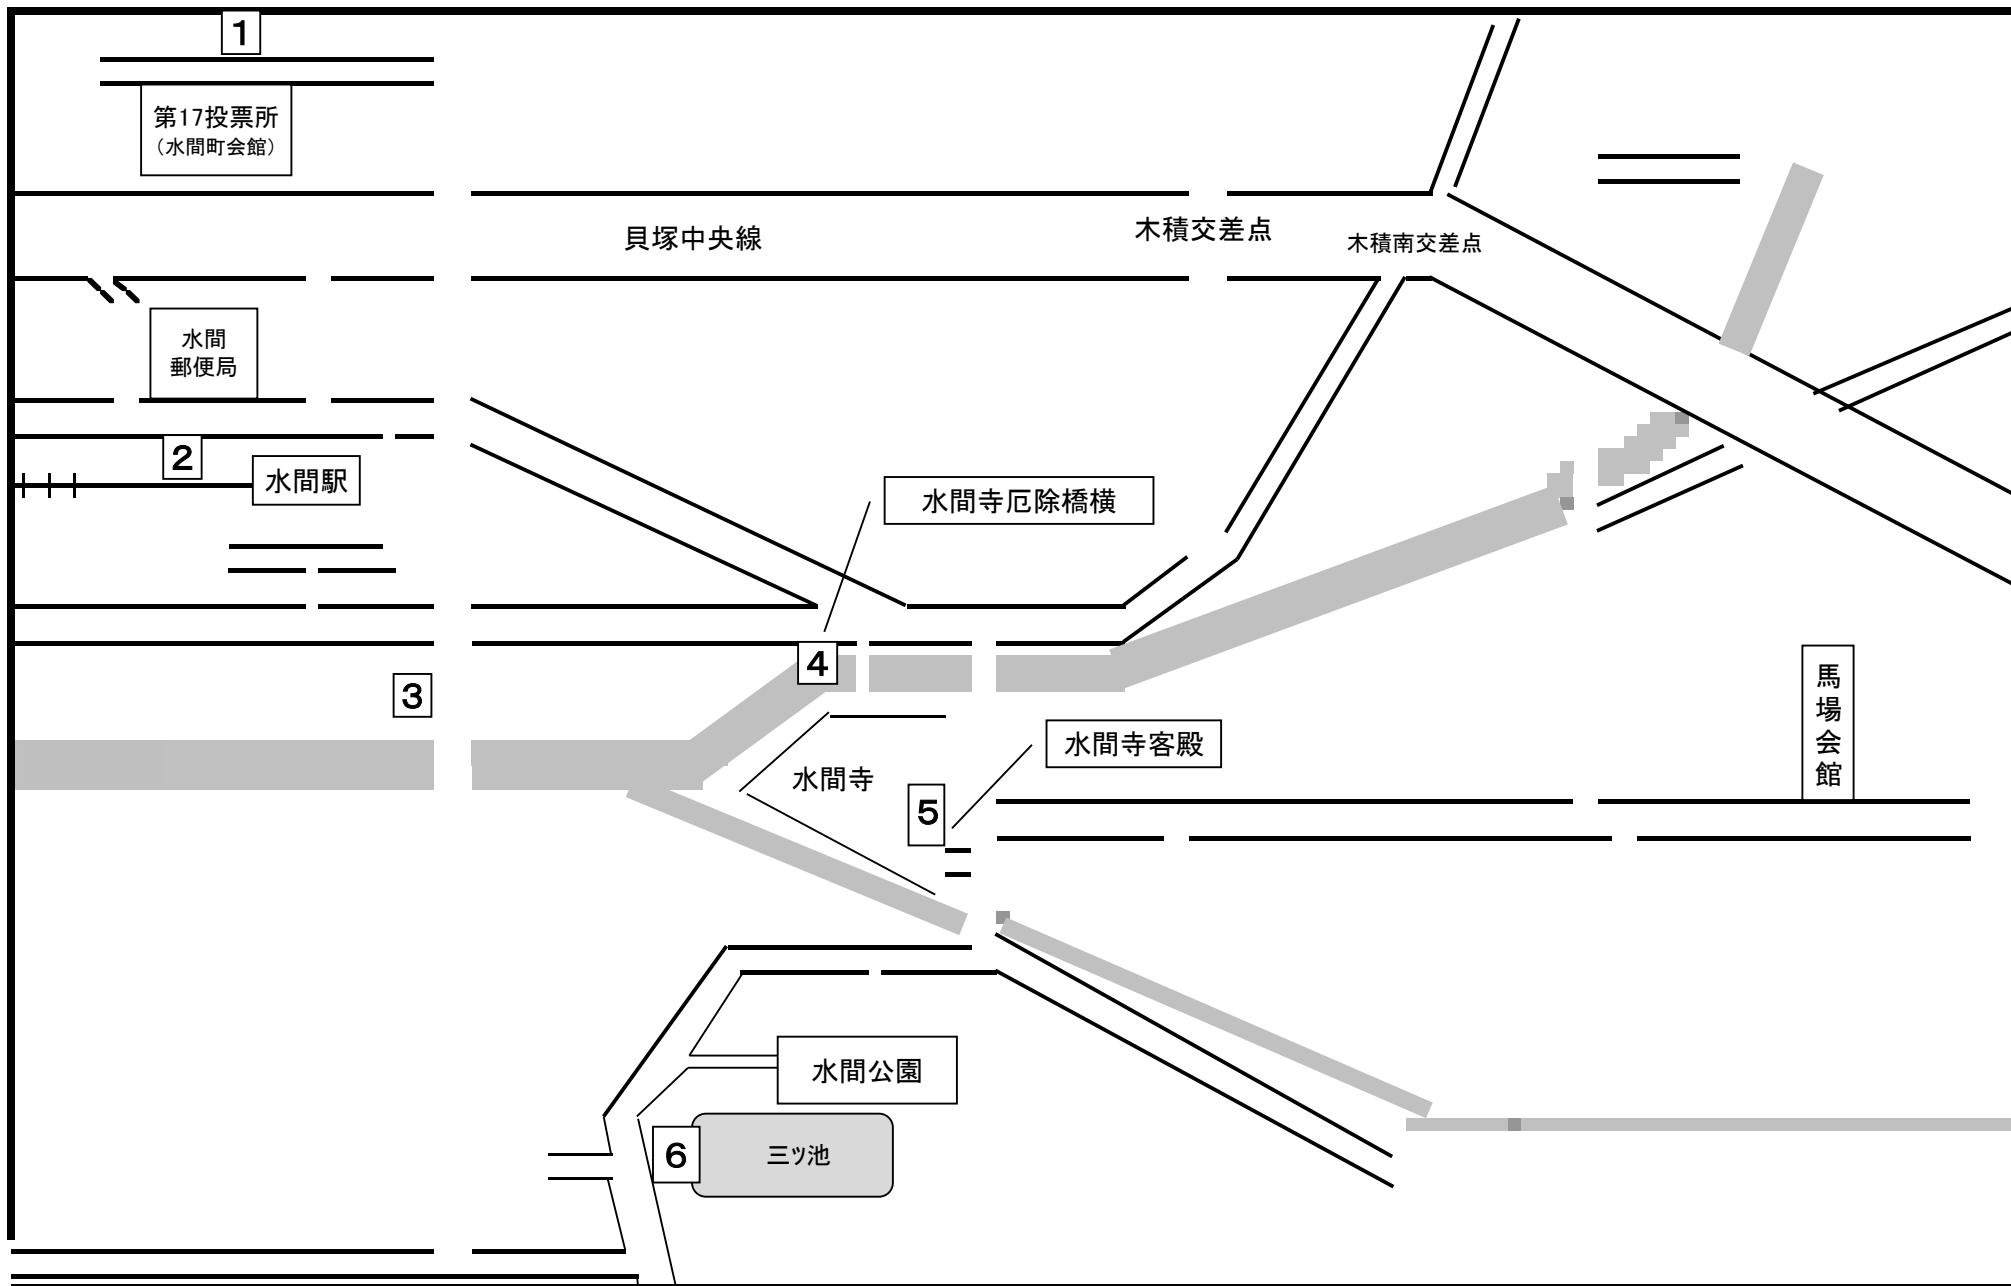 1
第17投票所
（水間町会館）
貝塚中央線
木積交差点
木積南交差点
水間
郵便局
2
水間駅
水間寺厄除橋横
4
3
馬場会館
水間寺客殿
水間寺
5
水間公園
6
三ツ池